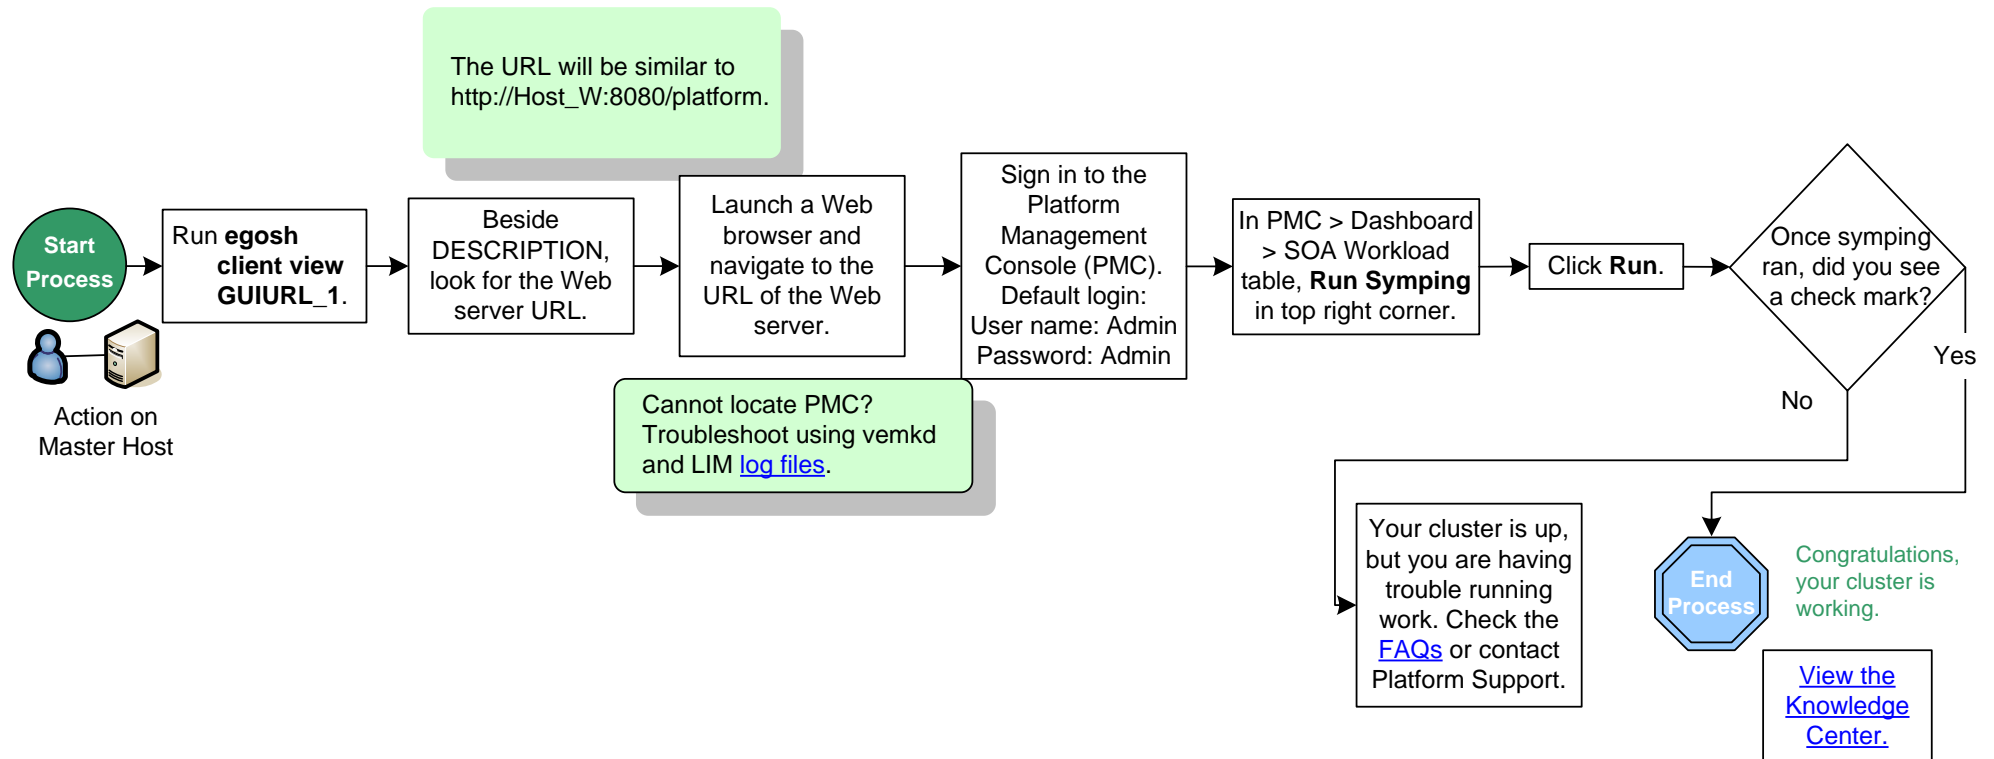 The URL will be similar to
http://Host_W:8080/platform.
Start
Process
Action on
Master Host
Run egosh
client view
GUIURL_1.
Beside
DESCRIPTION,
look for the Web
server URL.
Launch a Web
browser and
navigate to the
URL of the Web
server.
Cannot locate PMC?
Troubleshoot using vemkd
and LIM log files.
Sign in to the
Platform
Management
Console (PMC).
Default login:
User name: Admin
Password: Admin
In PMC > Dashboard
> SOA Workload
table, Run Symping
in top right corner.
Click Run.
Once symping
ran, did you see
a check mark?
No
Yes
Your cluster is up,
but you are having
trouble running
work. Check the
FAQs or contact
Platform Support.
End
Process
Congratulations,
your cluster is
working.
View the
Knowledge
Center.